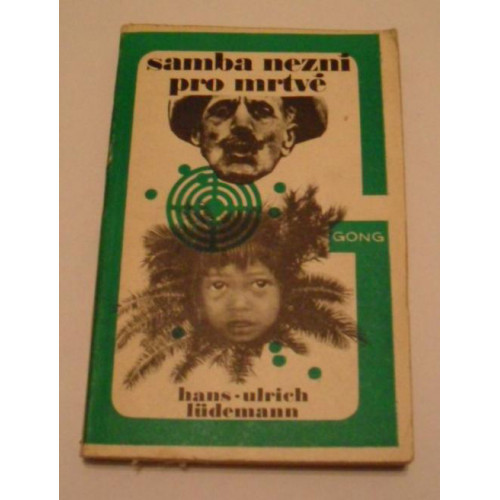 samba nezní
pro mrtvé
GONG
hans-ulrich
lüdemann